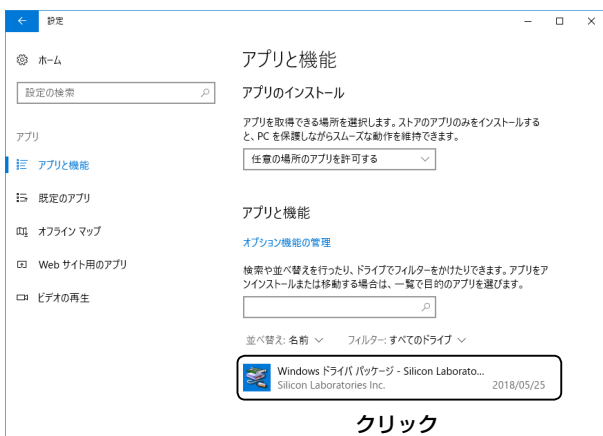 設定
ホーム
設定の検索
アプリ
アプリと機能
既定のアプリ
オフライン マップ
Web サイト用のアプリ
ビデオの再生
アプリと機能
アプリのインストール
アプリを取得できる場所を選択します。ストアのアプリのみをインストールする
と、PC を保護しながらスムーズな動作を維持できます。
任意の場所のアプリを許可する
アプリと機能
オプション機能の管理
検索や並べ替えを行ったり、ドライブでフィルターをかけたりできます。アプリをア
ンインストールまたは移動する場合は、一覧で目的のアプリを選びます。
並べ替え: 名前 フィルター: すべてのドライブ
Windows ドライバ パッケージ - Silicon Laborato...
Silicon Laboratories Inc. 2018/05/25
クリック